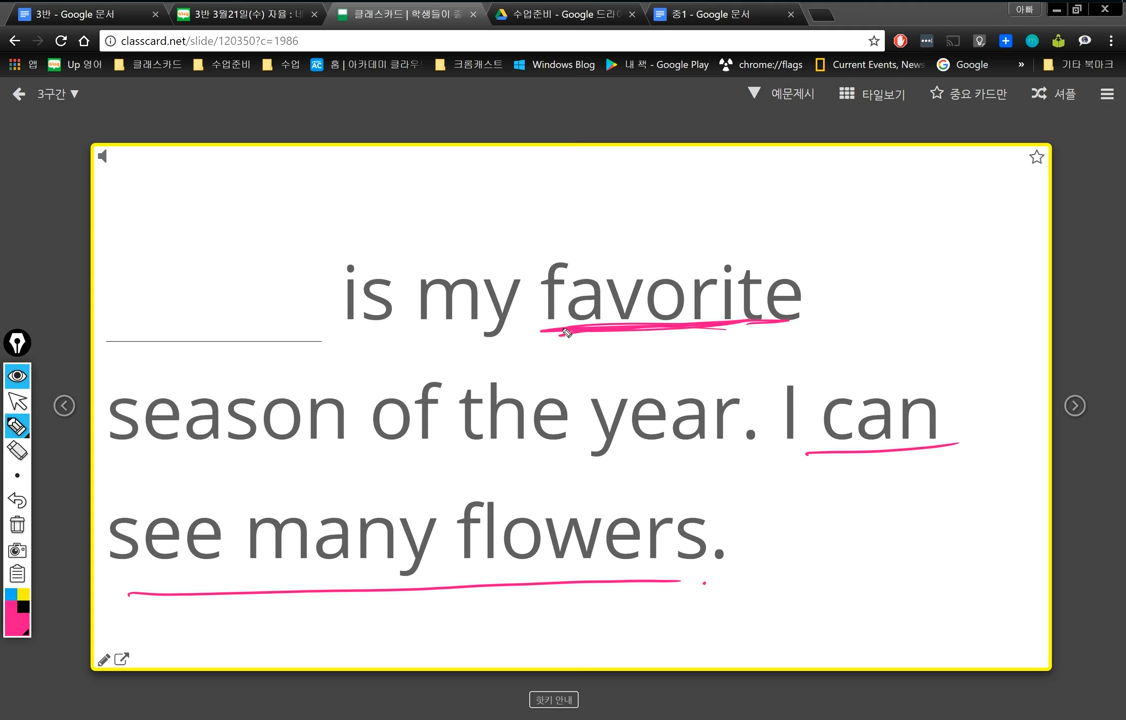 3반 - Google 문서
3반 3월21일(수) 자율 : 네
클래스카드 | 학생들이 좋
수업준비 - Google 드라이
중1 - Google 문서
아빠
classcard.net/slide/120350?c=1986
앱 Up 영어 클래스카드 수업준비 수업 홈 | 아카데미 클라우 크롬캐스트 Windows Blog 내 책 - Google Play chrome://flags Current Events, News Google » 기타 북마크
3구간 ▼ ▼ 예문제시 타일보기 중요 카드만 셔플
is my favorite
season of the year. I can
see many flowers.
핫키 안내